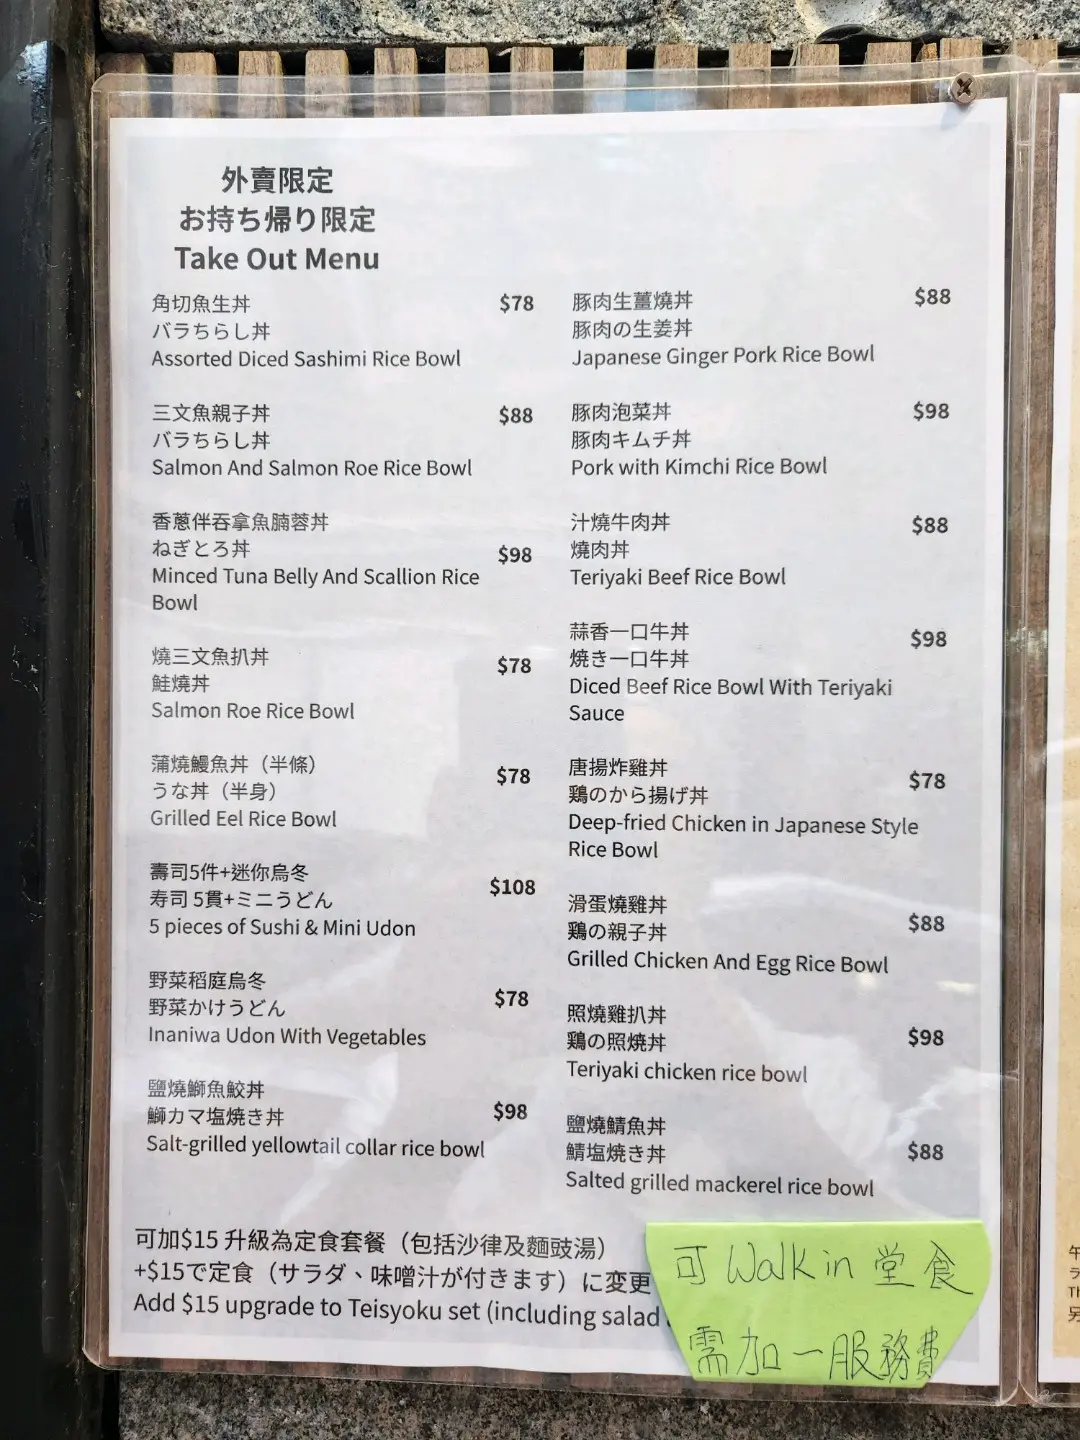 外賣限定
お持ち帰り限定
Take Out Menu
角切魚生丼
$78
バラちらし丼
Assorted Diced Sashimi Rice Bowl
三文魚親子丼
$88
バラちらし丼
Salmon And Salmon Roe Rice Bowl
香蔥伴吞拿魚腩蓉丼
ねぎとろ丼
$98
Minced Tuna Belly And Scallion Rice
Bowl
燒三文魚扒丼
$78
鮭燒丼
Salmon Roe Rice Bowl
蒲燒鰻魚丼（半條）
$78
うな丼（半身）
Grilled Eel Rice Bowl
壽司5件+迷你烏冬
$108
寿司 5貫+ミニうどん
5 pieces of Sushi & Mini Udon
野菜稻庭烏冬
$78
野菜かけうどん
Inaniwa Udon With Vegetables
鹽燒鰤魚鮫丼
$98
鰤カマ塩焼き丼
Salt-grilled yellowtail collar rice bowl
豚肉生薑燒丼
$88
豚肉の生姜丼
Japanese Ginger Pork Rice Bowl
豚肉泡菜丼
$98
豚肉キムチ丼
Pork with Kimchi Rice Bowl
汁燒牛肉丼
$88
燒肉丼
Teriyaki Beef Rice Bowl
蒜香一口牛丼
$98
焼き一口牛丼
Diced Beef Rice Bowl With Teriyaki
Sauce
唐揚炸雞丼
$78
鶏のから揚げ丼
Deep-fried Chicken in Japanese Style
Rice Bowl
滑蛋燒雞丼
$88
鶏の親子丼
Grilled Chicken And Egg Rice Bowl
照燒雞扒丼
$98
鶏の照焼丼
Teriyaki chicken rice bowl
鹽燒鯖魚丼
$88
鯖塩焼き丼
Salted grilled mackerel rice bowl
可加$15 升級為定食套餐（包括沙律及麵豉湯）
+$15で定食（サラダ、味噌汁が付きます）に変更
Add $15 upgrade to Teisyoku set (including salad
可 Walk in 堂食
需加一服務費